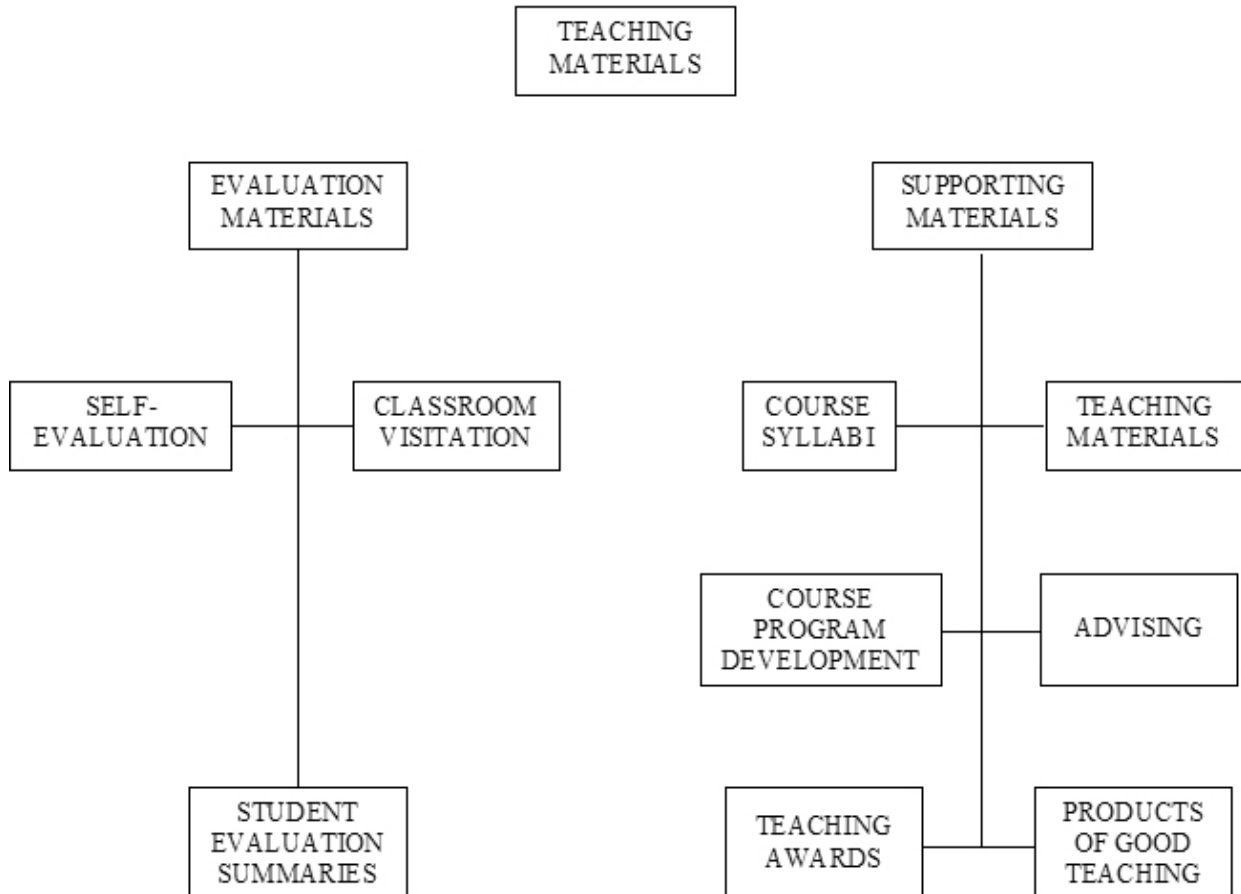 TEACHING
MATERIALS
EVALUATION
MATERIALS
SUPPORTING
MATERIALS
SELF-
EVALUATION
CLASSROOM
VISITATION
COURSE
SYLLABI
TEACHING
MATERIALS
COURSE
PROGRAM
DEVELOPMENT
ADVISING
STUDENT
EVALUATION
SUMMARIES
TEACHING
AWARDS
PRODUCTS
OF GOOD
TEACHING